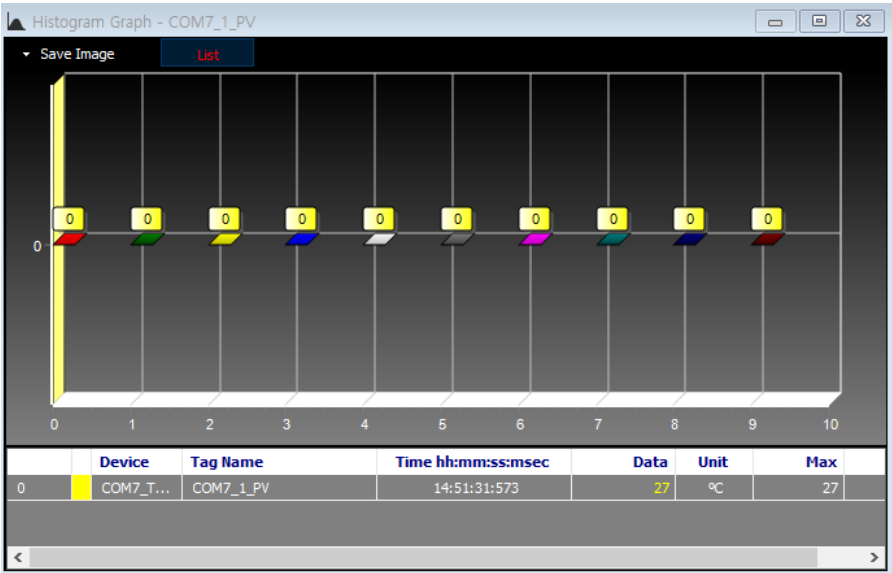 Histogram Graph - COM7_1_PV
Save Image List
0 0 0 0 0 0 0 0 0 0
0
0 1 2 3 4 5 6 7 8 9 10
Device Tag Name Time hh:mm:ss:msec Data Unit Max
0 COM7_T... COM7_1_PV 14:51:31:573 27 ºC 27